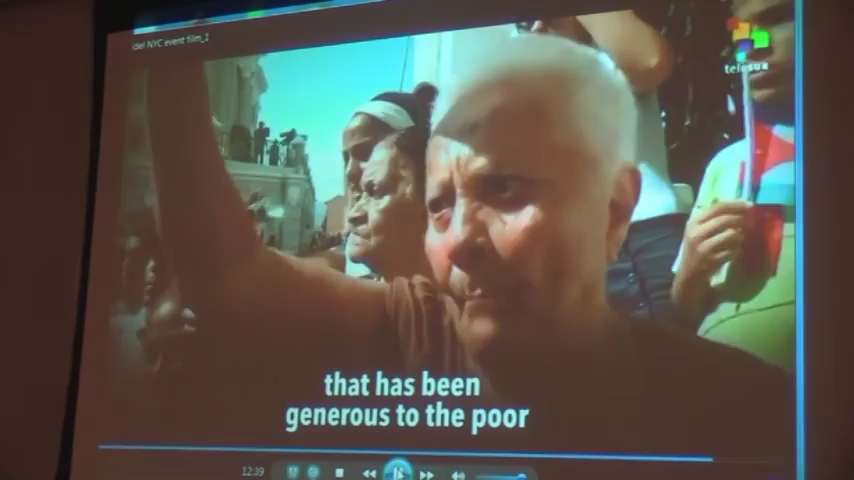 idel NYC event film_1
teleSUR
that has been
generous to the poor
12:39